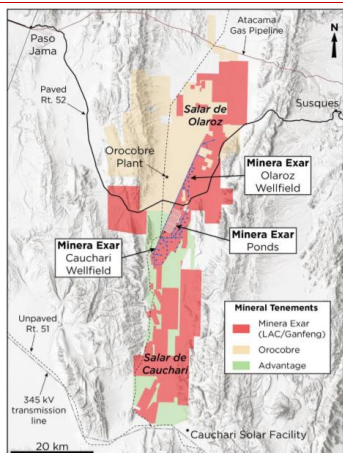 Paso
Jama
Atacama
Gas Pipeline
N
Paved
Rt. 52
Salar de
Olaroz
Susques
Orocobre
Plant
Minera Exar
Olaroz
Wellfield
Minera Exar
Cauchari
Wellfield
Minera Exar
Ponds
Mineral Tenements
Minera Exar
(LAC/Ganfeng)
Orocobre
Advantage
Unpaved
Rt. 51
Salar de
Cauchari
345 kV
transmission
line
Cauchari Solar Facility
20 km